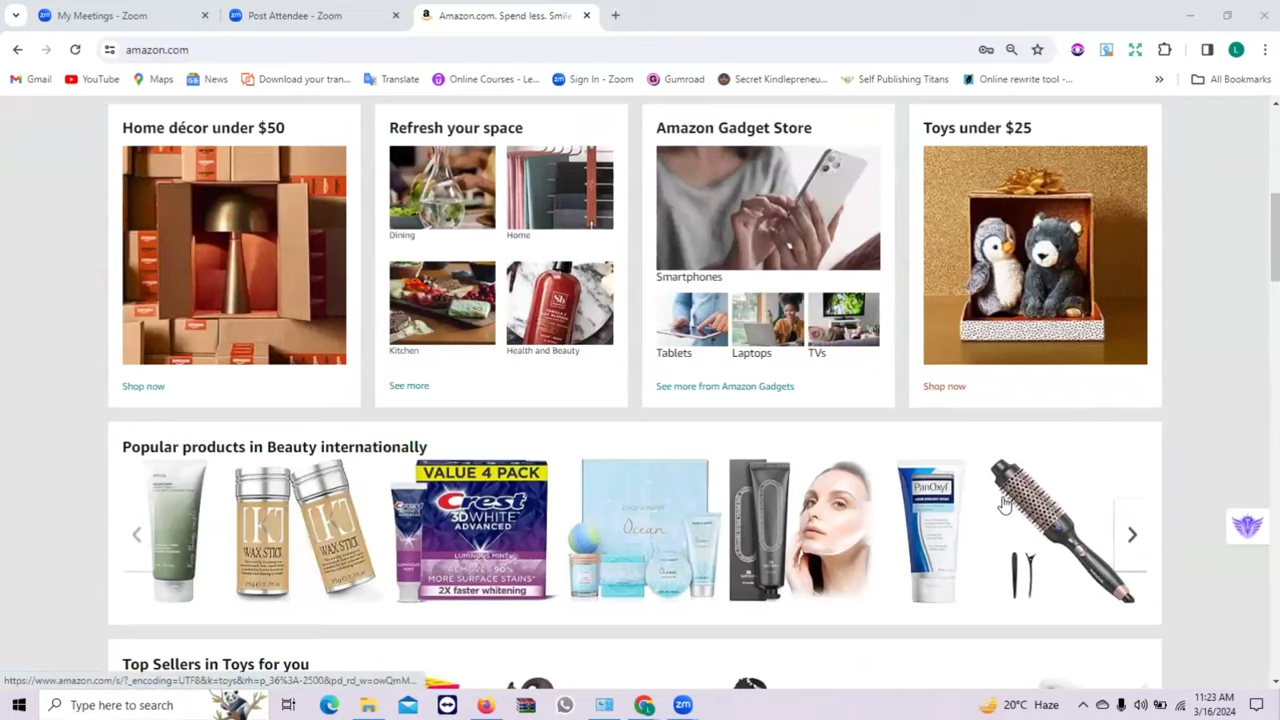 My Meetings - Zoom
Post Attendee - Zoom
Amazon.com. Spend less. Smile
amazon.com
Gmail
YouTube
Maps
News
Download your tran...
Translate
Online Courses - Le...
Sign In - Zoom
Gumroad
Secret Kindlepreneu...
Self Publishing Titans
Online rewrite tool -...
All Bookmarks
Home décor under $50
Shop now
Refresh your space
Dining
Home
Kitchen
Health and Beauty
See more
Amazon Gadget Store
Smartphones
Tablets
Laptops
TVs
See more from Amazon Gadgets
Toys under $25
Shop now
Popular products in Beauty internationally
WAX STICK
WAX STICK
VALUE 4 PACK
Crest
3DWHITE
ADVANCED
LUMINOUS MINT
REMOVES 90%
MORE SURFACE STAINS*
2X faster whitening
Ocean
PanOxyl
Top Sellers in Toys for you
https://www.amazon.com/s/?_encoding=UTF8&k=toys&rh=p_36%3A-2500&pd_rd_w=owQmM...
Type here to search
20°C Haze
11:23 AM
3/16/2024